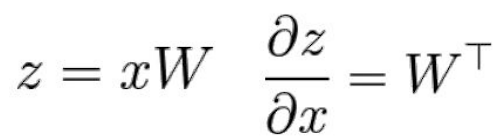 z = xW   ∂z/∂x = W^⊤